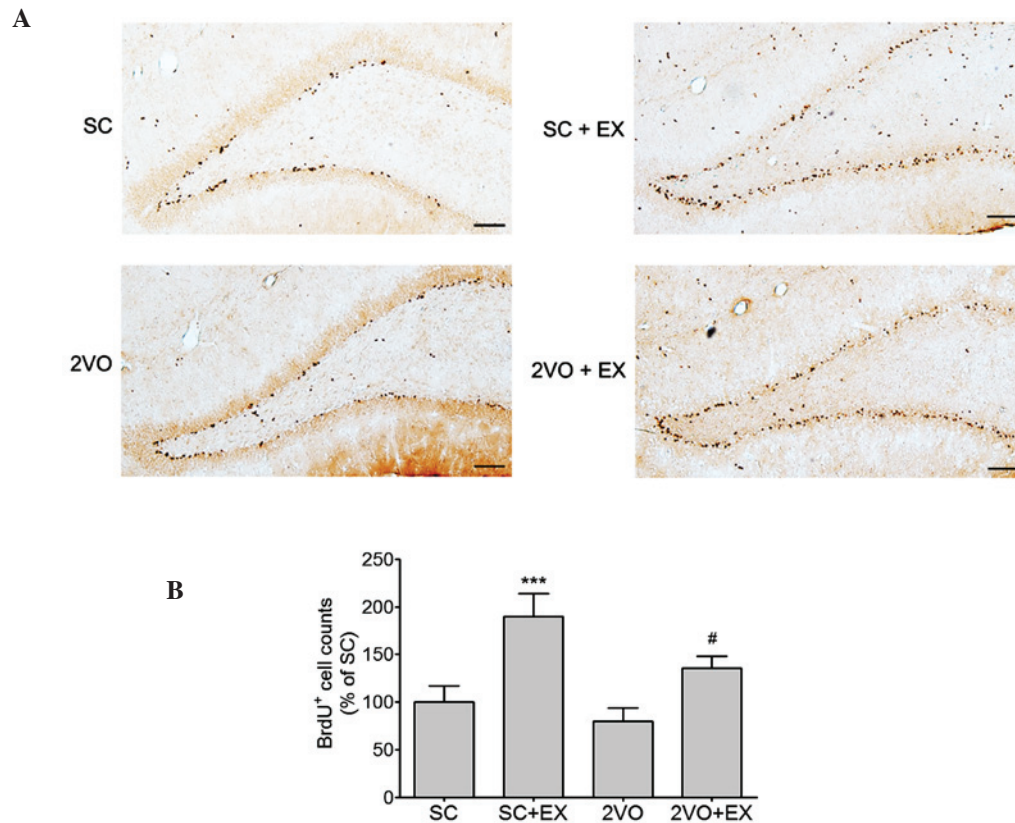 A
SC
SC + EX
2VO
2VO + EX
B
BrdU⁺ cell counts
(% of SC)
250
200
150
100
50
0
***
#
SC
SC+EX
2VO
2VO+EX